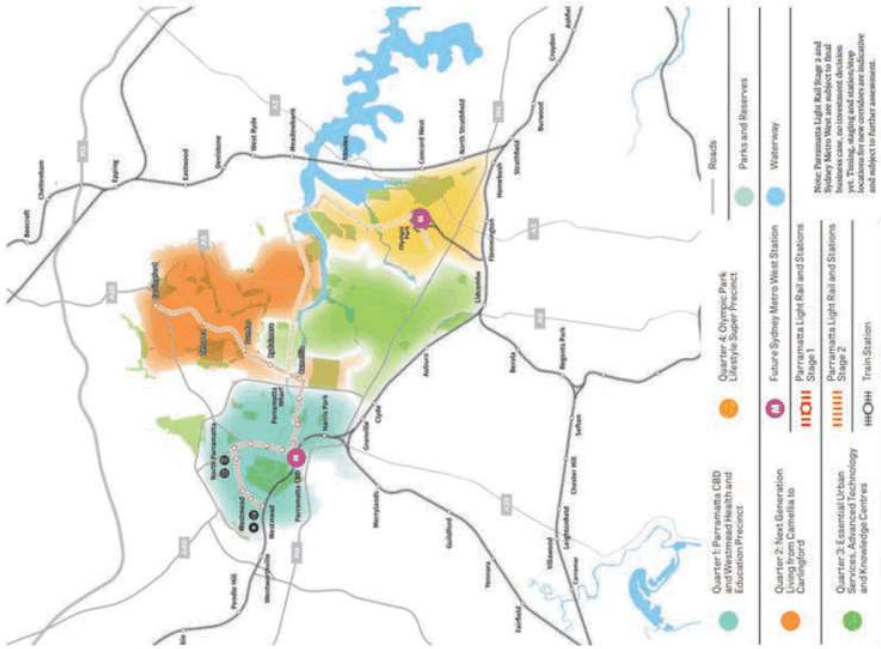 Beecroft
Cheltenham
Epping
Eastwood
Denistone
West Ryde
Meadowbank
Rhodes
Concord West
North Strathfield
Homebush
Strathfield
Burwood
Croydon
Ashfield
Flemington
Olympic
Park
M
Lidcombe
Auburn
Berala
Regents Park
Sefton
Chester Hill
Leightonfield
Villawood
Carramar
Fairfield
Yennora
Guildford
Merrylands
Granville
Clyde
Harris Park
Parramatta
Wharf
Parramatta CBD
M
North Parramatta
Westmead
Westmead
Wentworthville
Pendle Hill
Quarter 1: Parramatta CBD
and Westmead Health and
Education Precinct
Quarter 2: Next Generation
Living from Camellia to
Carlingford
Quarter 3: Essential Urban
Services, Advanced Technology
and Knowledge Centres
Quarter 4: Olympic Park
Lifestyle Super Precinct
M
Future Sydney Metro West Station
Parramatta Light Rail and Stations
Stage 1
Parramatta Light Rail and Stations
Stage 2
Train Station
Roads
Parks and Reserves
Waterway
Note: Parramatta Light Rail Stage 2 and
Sydney Metro West are subject to final
business case, no investment decision
yet. Timing, staging and station/stop
locations for new corridors are indicative
and subject to further assessment.